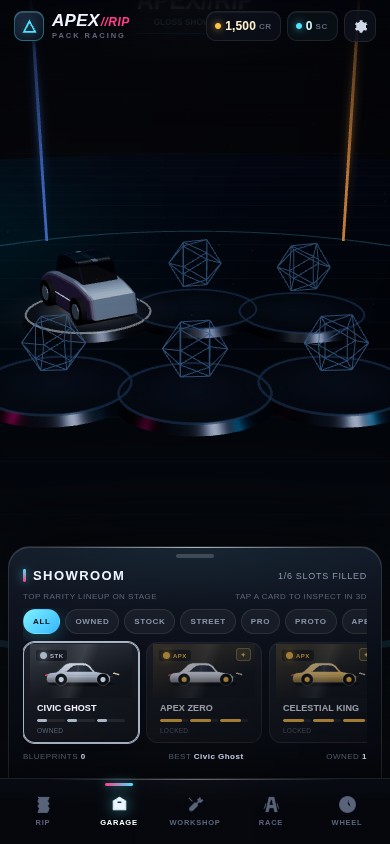 APEX//RIP
PACK RACING
1,500 CR
0 SC
SHOWROOM
1/6 SLOTS FILLED
TOP RARITY LINEUP ON STAGE
TAP A CARD TO INSPECT IN 3D
ALL
OWNED
STOCK
STREET
PRO
PROTO
APE
STK
CIVIC GHOST
OWNED
APX
APEX ZERO
LOCKED
APX
CELESTIAL KING
LOCKED
BLUEPRINTS 0
BEST Civic Ghost
OWNED 1
RIP
GARAGE
WORKSHOP
RACE
WHEEL